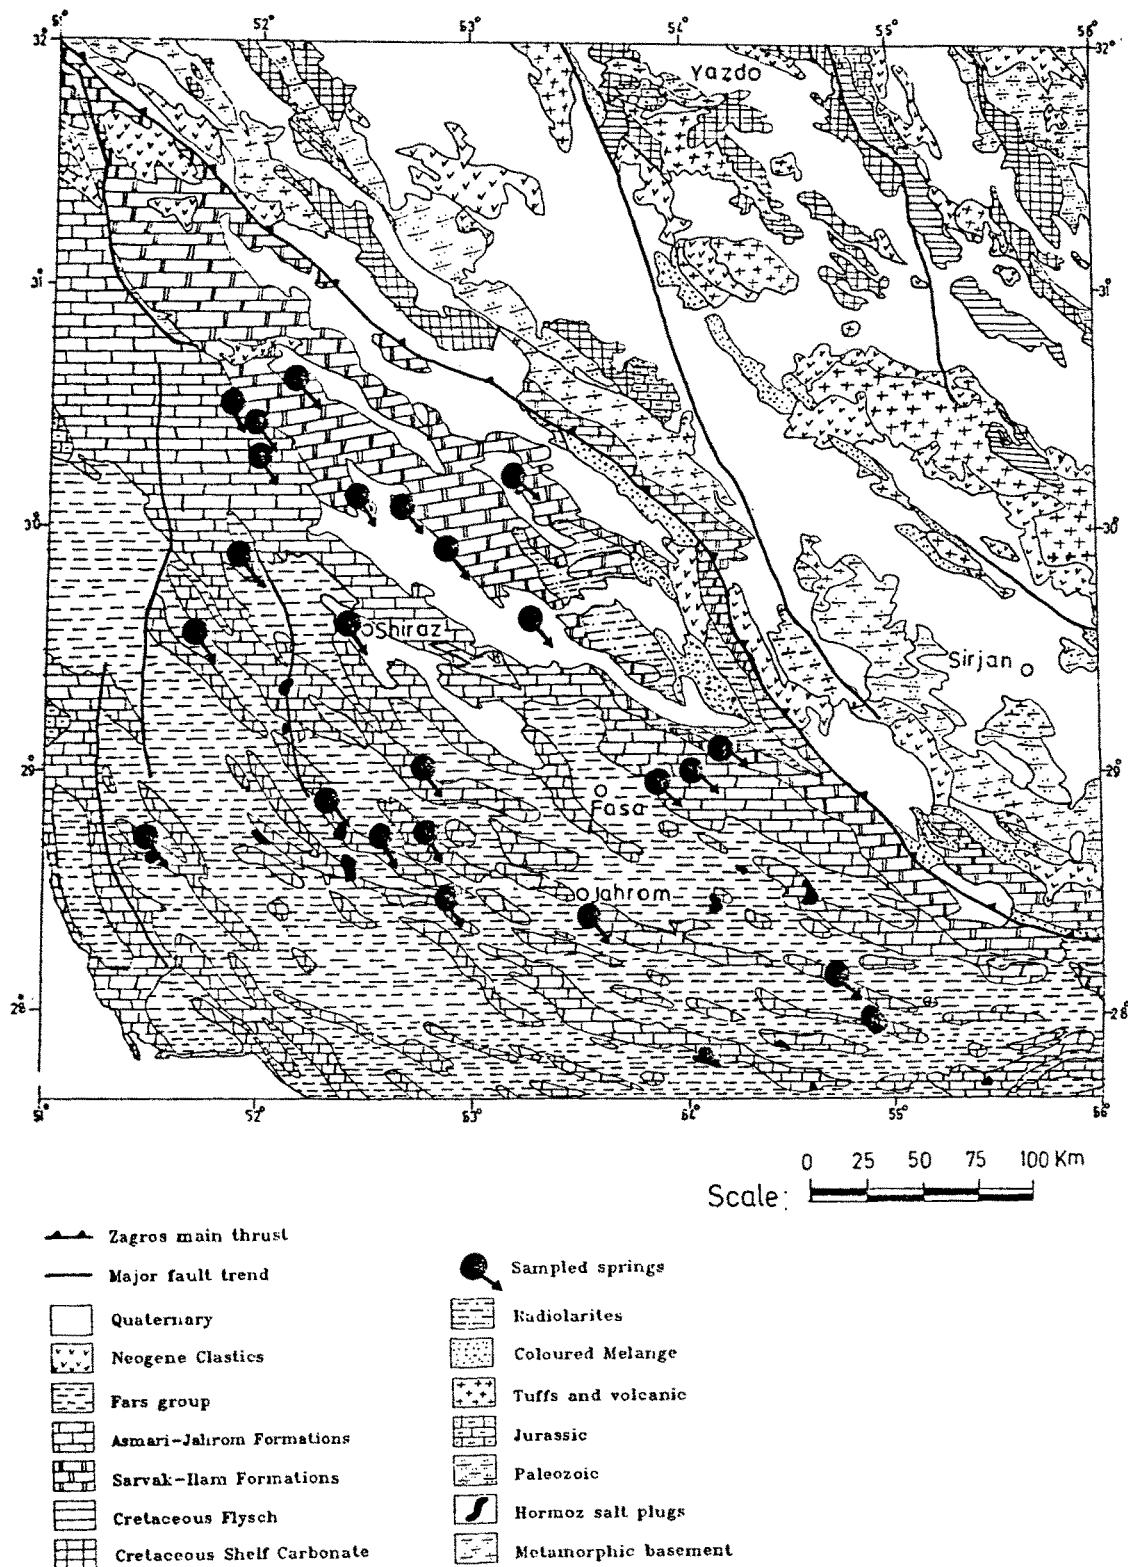 51° 52° 53° 54° 55° 56°
32° 32°
Yazdo
31° 31°
30° 30°
Shiraz
Sirjan
29° 29°
Fasa
Jahrom
28° 28
51° 52° 53° 54° 55° 56°
0 25 50 75 100 Km
Scale:
Zagros main thrust
Major fault trend
Quaternary
Neogene Clastics
Fars group
Asmari-Jahrom Formations
Sarvak-Ilam Formations
Cretaceous Flysch
Cretaceous Shelf Carbonate
Sampled springs
Radiolarites
Coloured Melange
Tuffs and volcanic
Jurassic
Paleozoic
Hormoz salt plugs
Metamorphic basement